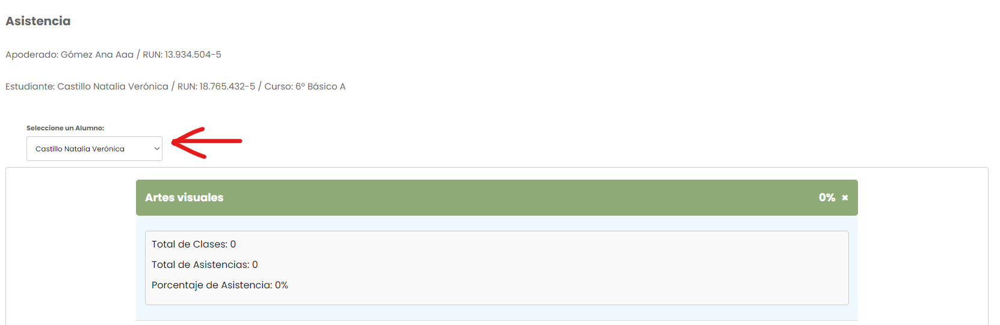 Asistencia
Apoderado: Gómez Ana Aaa / RUN: 13.934.504-5
Estudiante: Castillo Natalia Verónica / RUN: 18.765.432-5 / Curso: 6° Básico A
Seleccione un Alumno:
Castillo Natalia Verónica
Artes visuales 0% ×
Total de Clases: 0
Total de Asistencias: 0
Porcentaje de Asistencia: 0%